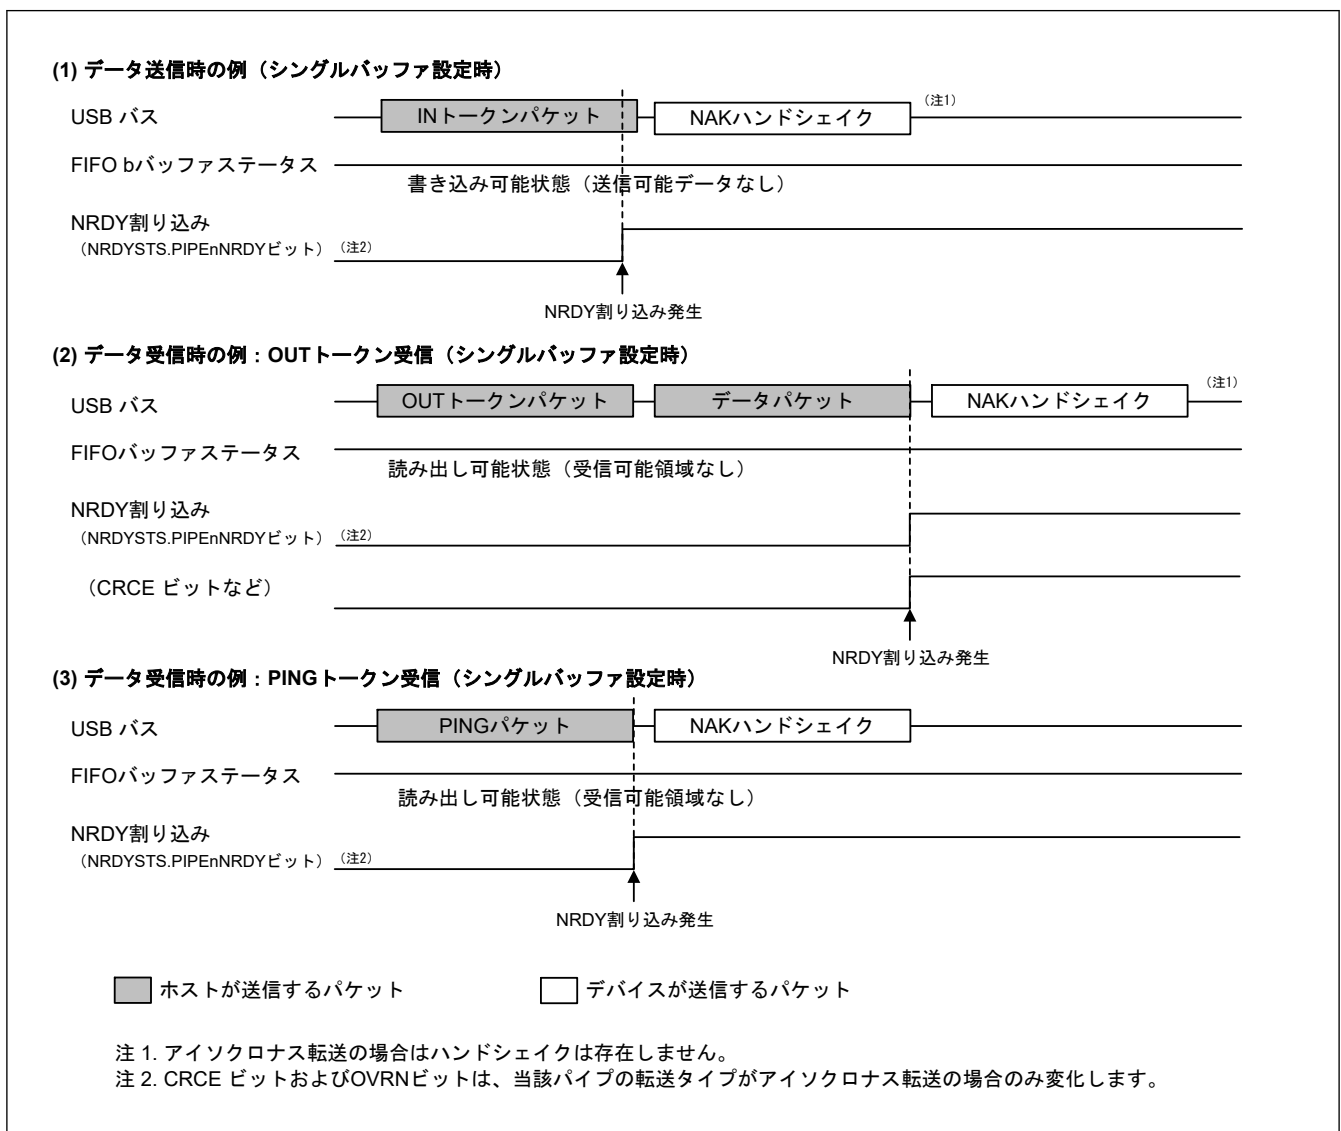 (1) データ送信時の例（シングルバッファ設定時）
USB バス
INトークンパケット
NAKハンドシェイク
（注1）
FIFO bバッファステータス
書き込み可能状態（送信可能データなし）
NRDY割り込み
（NRDYSTS.PIPEnNRDYビット）（注2）
NRDY割り込み発生
(2) データ受信時の例：OUTトークン受信（シングルバッファ設定時）
USB バス
OUTトークンパケット
データパケット
NAKハンドシェイク
（注1）
FIFOバッファステータス
読み出し可能状態（受信可能領域なし）
NRDY割り込み
（NRDYSTS.PIPEnNRDYビット）（注2）
（CRCE ビットなど）
NRDY割り込み発生
(3) データ受信時の例：PINGトークン受信（シングルバッファ設定時）
USB バス
PINGパケット
NAKハンドシェイク
FIFOバッファステータス
読み出し可能状態（受信可能領域なし）
NRDY割り込み
（NRDYSTS.PIPEnNRDYビット）（注2）
NRDY割り込み発生
ホストが送信するパケット
デバイスが送信するパケット
注 1. アイソクロナス転送の場合はハンドシェイクは存在しません。
注 2. CRCE ビットおよびOVRNビットは、当該パイプの転送タイプがアイソクロナス転送の場合のみ変化します。